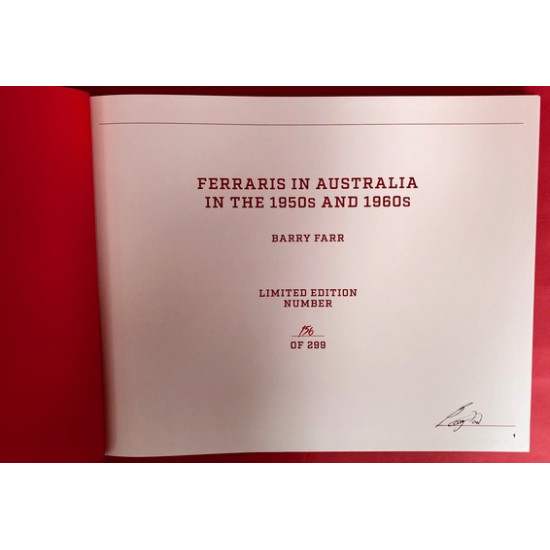 FERRARIS IN AUSTRALIA
IN THE 1950s AND 1960s
BARRY FARR
LIMITED EDITION
NUMBER
156
OF 299
1